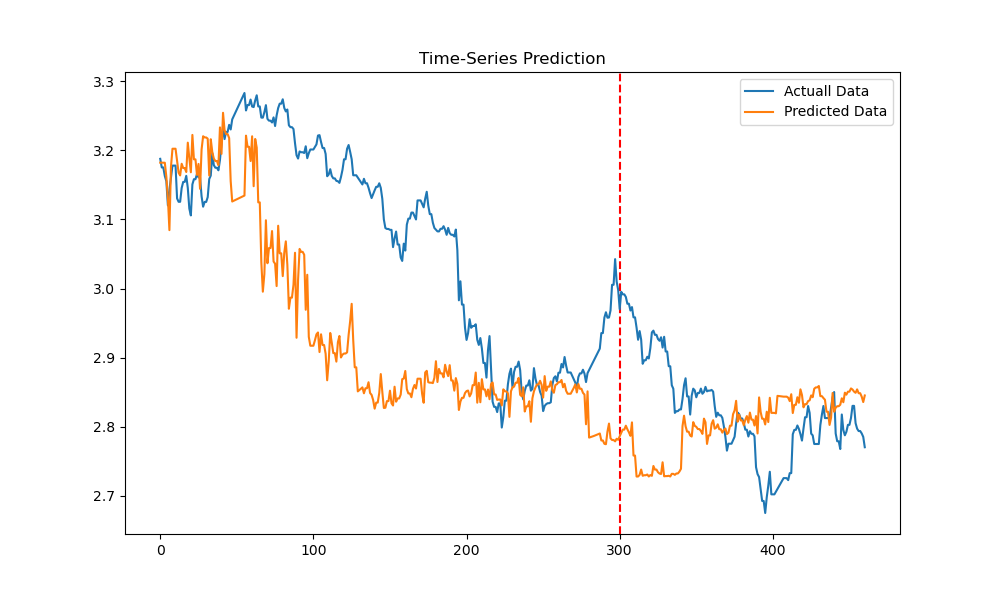 Time-Series Prediction
Actuall Data
Predicted Data
3.3
3.2
3.1
3.0
2.9
2.8
2.7
0 100 200 300 400